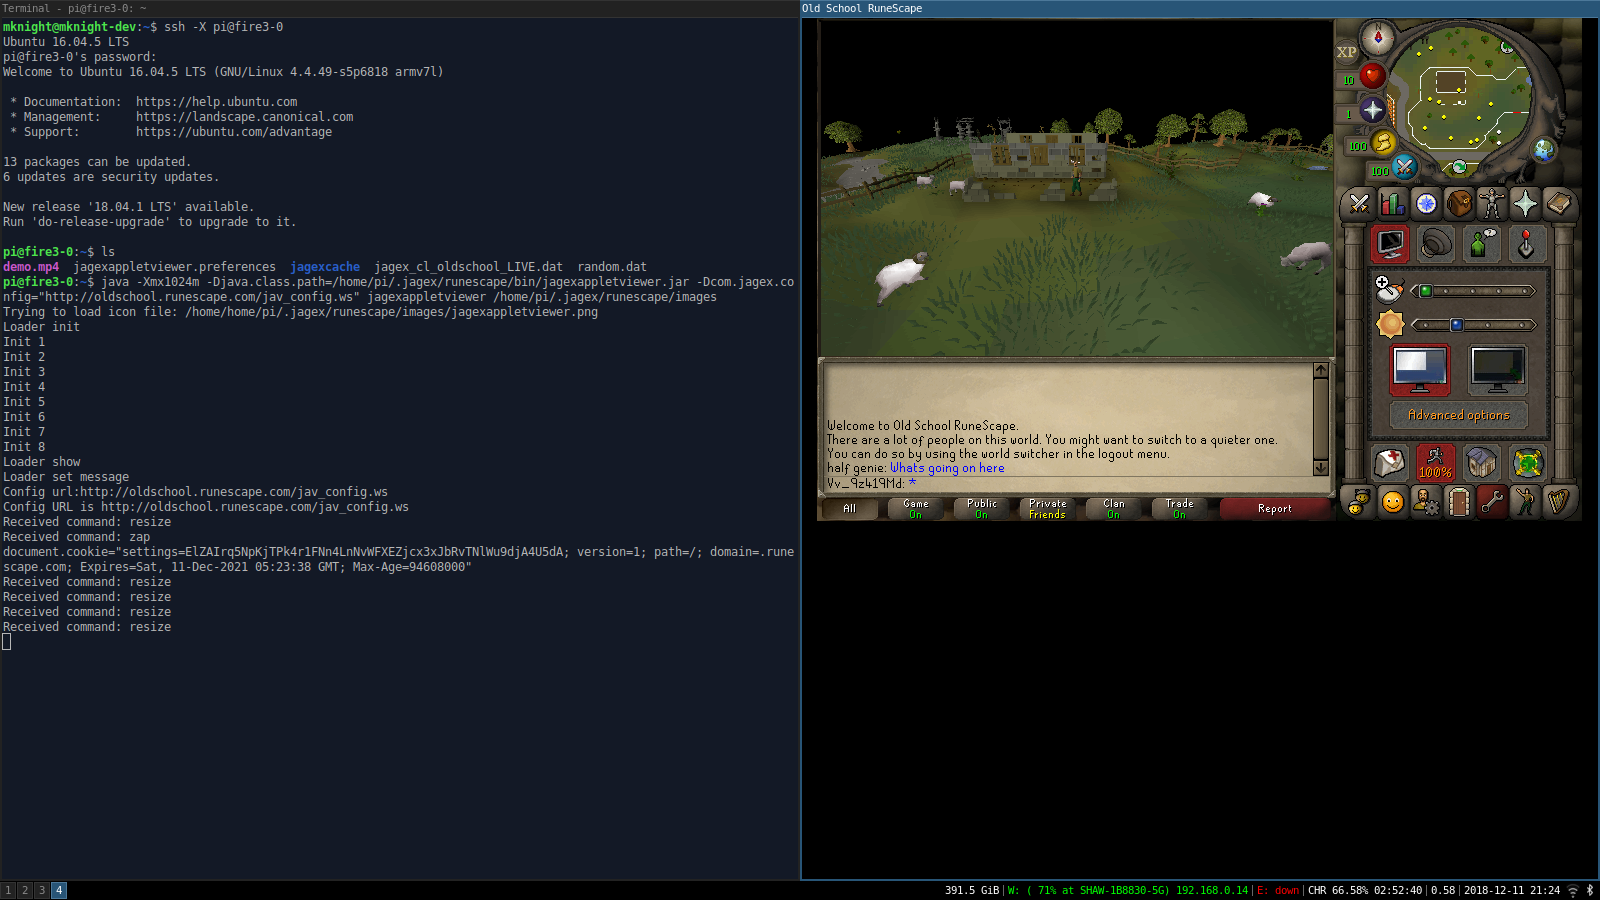 Terminal - pi@fire3-0: ~
mknight@mknight-dev:~$ ssh -X pi@fire3-0
Ubuntu 16.04.5 LTS
pi@fire3-0's password:
Welcome to Ubuntu 16.04.5 LTS (GNU/Linux 4.4.49-s5p6818 armv7l)
* Documentation:  https://help.ubuntu.com
* Management:     https://landscape.canonical.com
* Support:        https://ubuntu.com/advantage
13 packages can be updated.
6 updates are security updates.
New release '18.04.1 LTS' available.
Run 'do-release-upgrade' to upgrade to it.
pi@fire3-0:~$ ls
demo.mp4  jagexappletviewer.preferences  jagexcache  jagex_cl_oldschool_LIVE.dat  random.dat
pi@fire3-0:~$ java -Xmx1024m -Djava.class.path=/home/pi/.jagex/runescape/bin/jagexappletviewer.jar -Dcom.jagex.co
nfig="http://oldschool.runescape.com/jav_config.ws" jagexappletviewer /home/pi/.jagex/runescape/images
Trying to load icon file: /home/home/pi/.jagex/runescape/images/jagexappletviewer.png
Loader init
Init 1
Init 2
Init 3
Init 4
Init 5
Init 6
Init 7
Init 8
Loader show
Loader set message
Config url:http://oldschool.runescape.com/jav_config.ws
Config URL is http://oldschool.runescape.com/jav_config.ws
Received command: resize
Received command: zap
document.cookie="settings=ElZAIrq5NpKjTPk4r1FNn4LnNvWFXEZjcx3xJbRvTNlWu9djA4U5dA; version=1; path=/; domain=.rune
scape.com; Expires=Sat, 11-Dec-2021 05:23:38 GMT; Max-Age=94608000"
Received command: resize
Received command: resize
Received command: resize
Received command: resize
Old School RuneScape
N
XP
10
1
100
100
Advanced options
100%
Welcome to Old School RuneScape.
There are a lot of people on this world. You might want to switch to a quieter one.
You can do so by using the world switcher in the logout menu.
half genie: Whats going on here
Vv_9z419Md: *
All
Game
On
Public
On
Private
Friends
Clan
On
Trade
On
Report
1 2 3 4
391.5 GiB|W: ( 71% at SHAW-1B8830-5G) 192.168.0.14|E: down|CHR 66.58% 02:52:40|0.58|2018-12-11 21:24